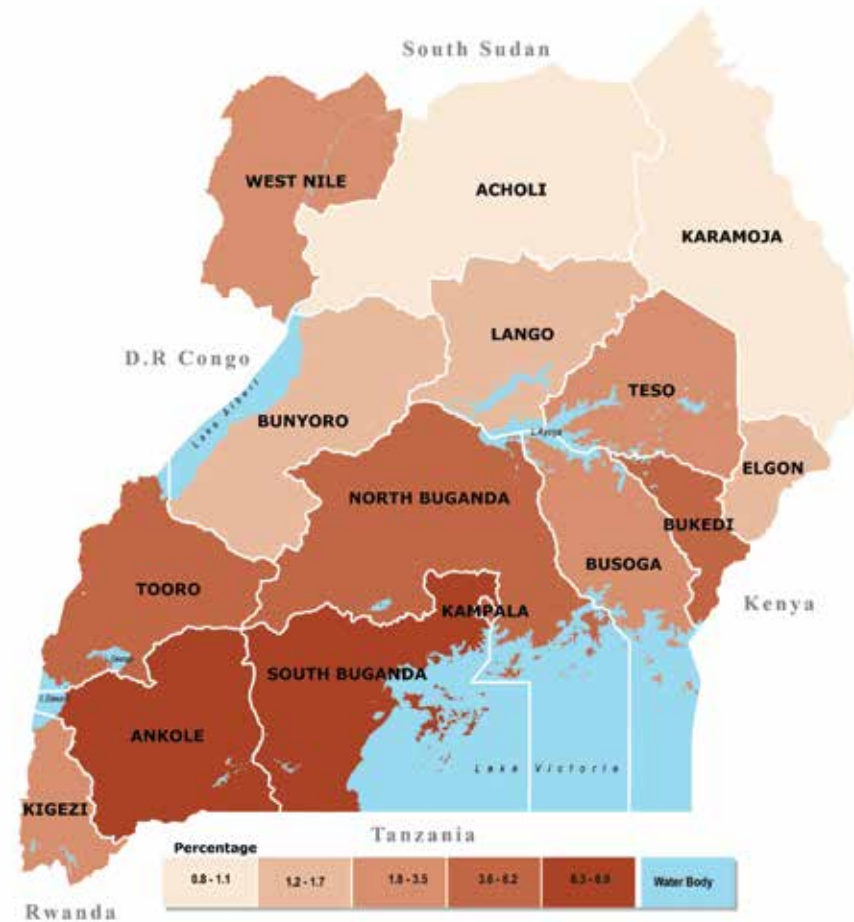 South Sudan
WEST NILE
ACHOLI
KARAMOJA
LANGO
D.R Congo
TESO
Lake Albert
BUNYORO
L.Kyoga
ELGON
NORTH BUGANDA
BUKEDI
BUSOGA
TOORO
Kenya
KAMPALA
SOUTH BUGANDA
ANKOLE
Lake Victoria
KIGEZI
Tanzania
Percentage
0.8 - 1.1
1.2 - 1.7
1.8 - 3.5
3.6 - 6.2
Water Body
Rwanda